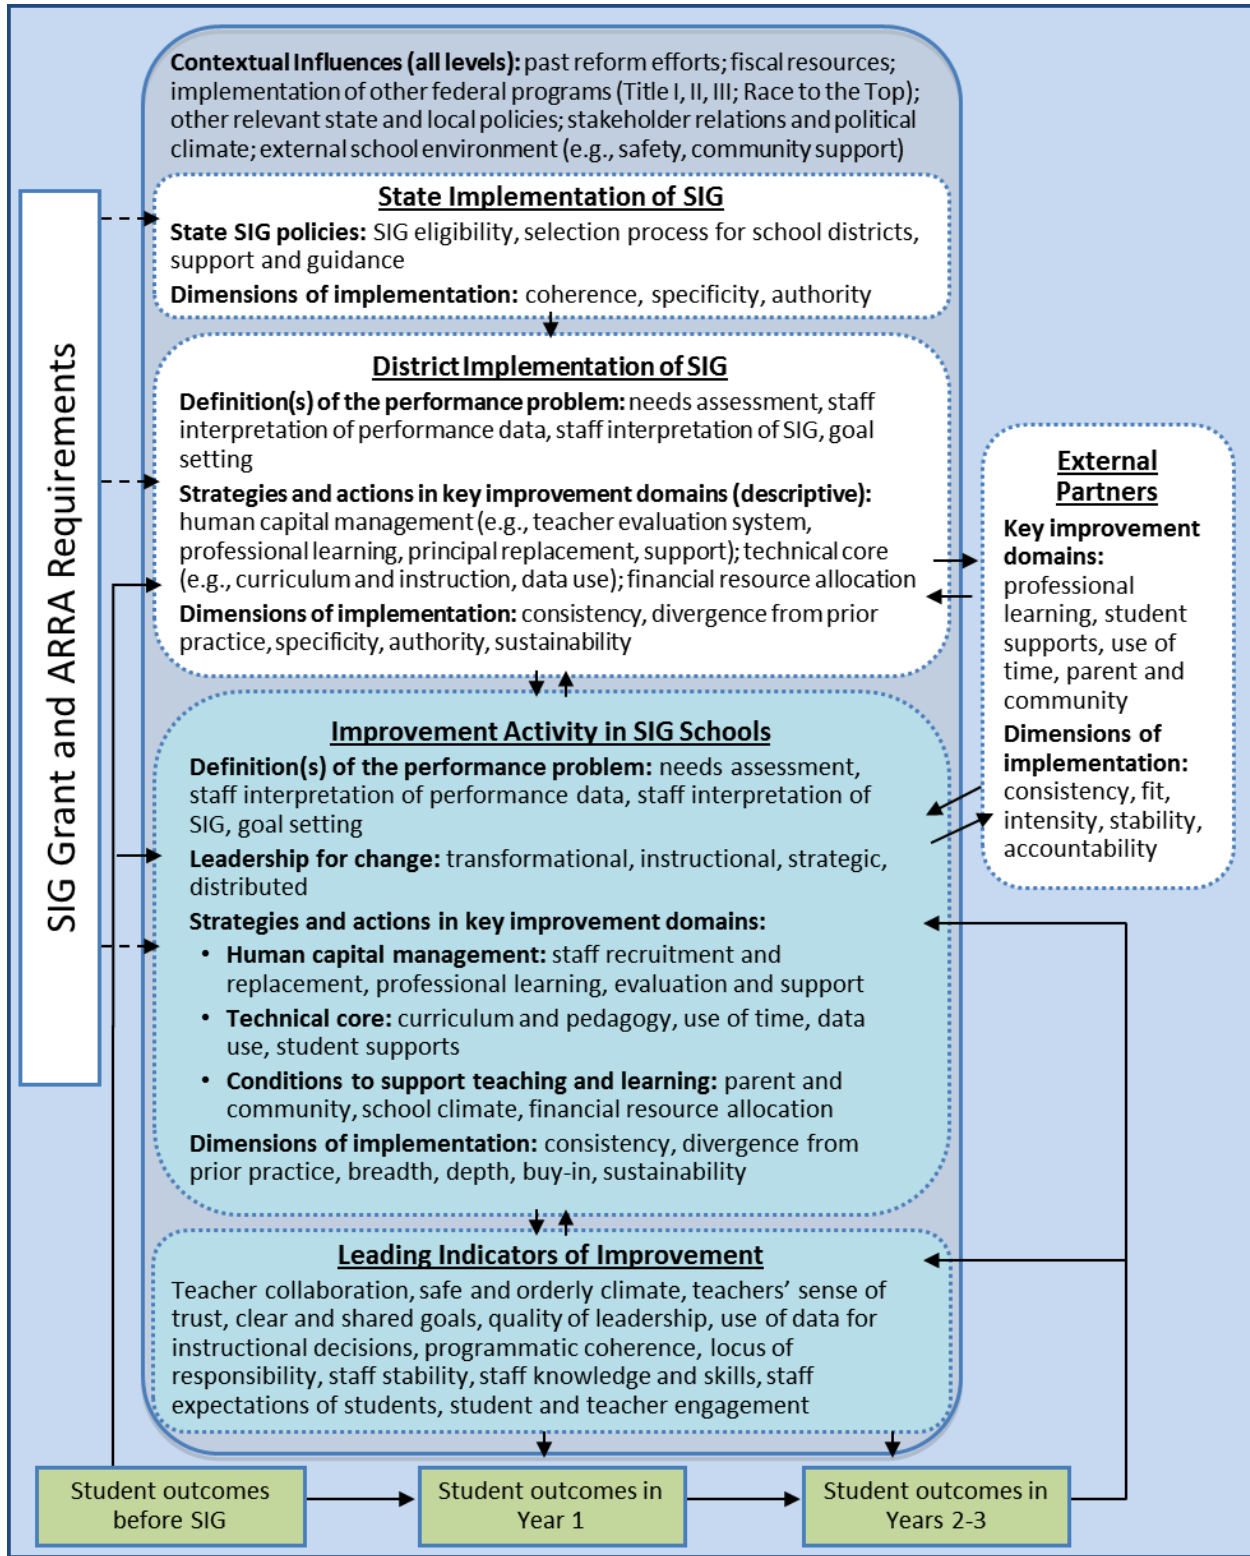 Contextual Influences (all levels): past reform efforts; fiscal resources;
implementation of other federal programs (Title I, II, III; Race to the Top);
other relevant state and local policies; stakeholder relations and political
climate; external school environment (e.g., safety, community support)
SIG Grant and ARRA Requirements
State Implementation of SIG
State SIG policies: SIG eligibility, selection process for school districts,
support and guidance
Dimensions of implementation: coherence, specificity, authority
District Implementation of SIG
Definition(s) of the performance problem: needs assessment, staff
interpretation of performance data, staff interpretation of SIG, goal
setting
Strategies and actions in key improvement domains (descriptive):
human capital management (e.g., teacher evaluation system,
professional learning, principal replacement, support); technical core
(e.g., curriculum and instruction, data use); financial resource allocation
Dimensions of implementation: consistency, divergence from prior
practice, specificity, authority, sustainability
External
Partners
Key improvement
domains:
professional
learning, student
supports, use of
time, parent and
community
Dimensions of
implementation:
consistency, fit,
intensity, stability,
accountability
Improvement Activity in SIG Schools
Definition(s) of the performance problem: needs assessment,
staff interpretation of performance data, staff interpretation of
SIG, goal setting
Leadership for change: transformational, instructional, strategic,
distributed
Strategies and actions in key improvement domains:
• Human capital management: staff recruitment and
replacement, professional learning, evaluation and support
• Technical core: curriculum and pedagogy, use of time, data
use, student supports
• Conditions to support teaching and learning: parent and
community, school climate, financial resource allocation
Dimensions of implementation: consistency, divergence from
prior practice, breadth, depth, buy-in, sustainability
Leading Indicators of Improvement
Teacher collaboration, safe and orderly climate, teachers’ sense of
trust, clear and shared goals, quality of leadership, use of data for
instructional decisions, programmatic coherence, locus of
responsibility, staff stability, staff knowledge and skills, staff
expectations of students, student and teacher engagement
Student outcomes
before SIG
Student outcomes in
Year 1
Student outcomes in
Years 2-3